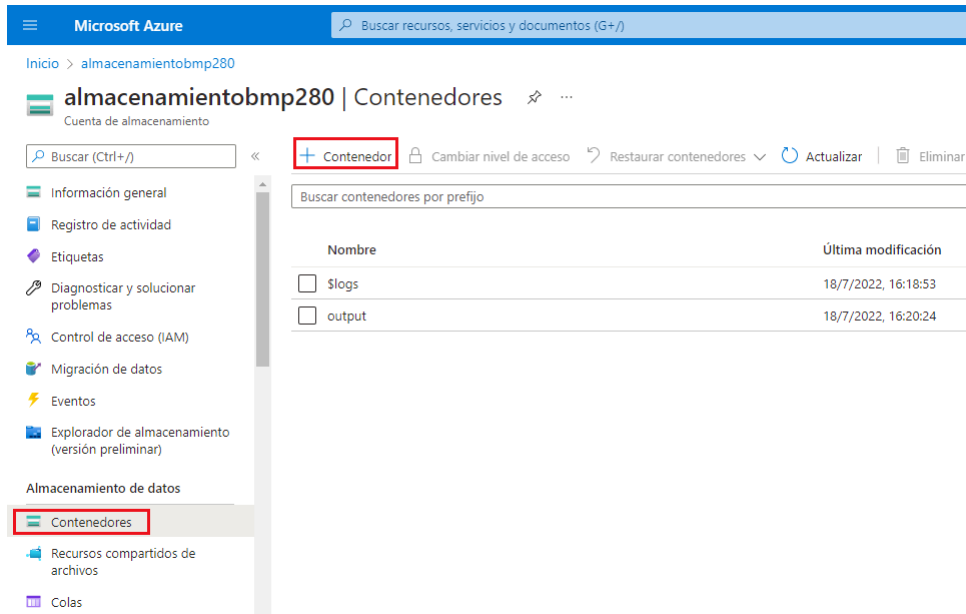 Microsoft Azure
Buscar recursos, servicios y documentos (G+/)
Inicio > almacenamientobmp280
almacenamientobmp280 | Contenedores
Cuenta de almacenamiento
Buscar (Ctrl+/)
Información general
Registro de actividad
Etiquetas
Diagnosticar y solucionar
problemas
Control de acceso (IAM)
Migración de datos
Eventos
Explorador de almacenamiento
(versión preliminar)
Almacenamiento de datos
Contenedores
Recursos compartidos de
archivos
Colas
+ Contenedor Cambiar nivel de acceso Restaurar contenedores Actualizar Eliminar
Buscar contenedores por prefijo
Nombre Última modificación
$logs 18/7/2022, 16:18:53
output 18/7/2022, 16:20:24